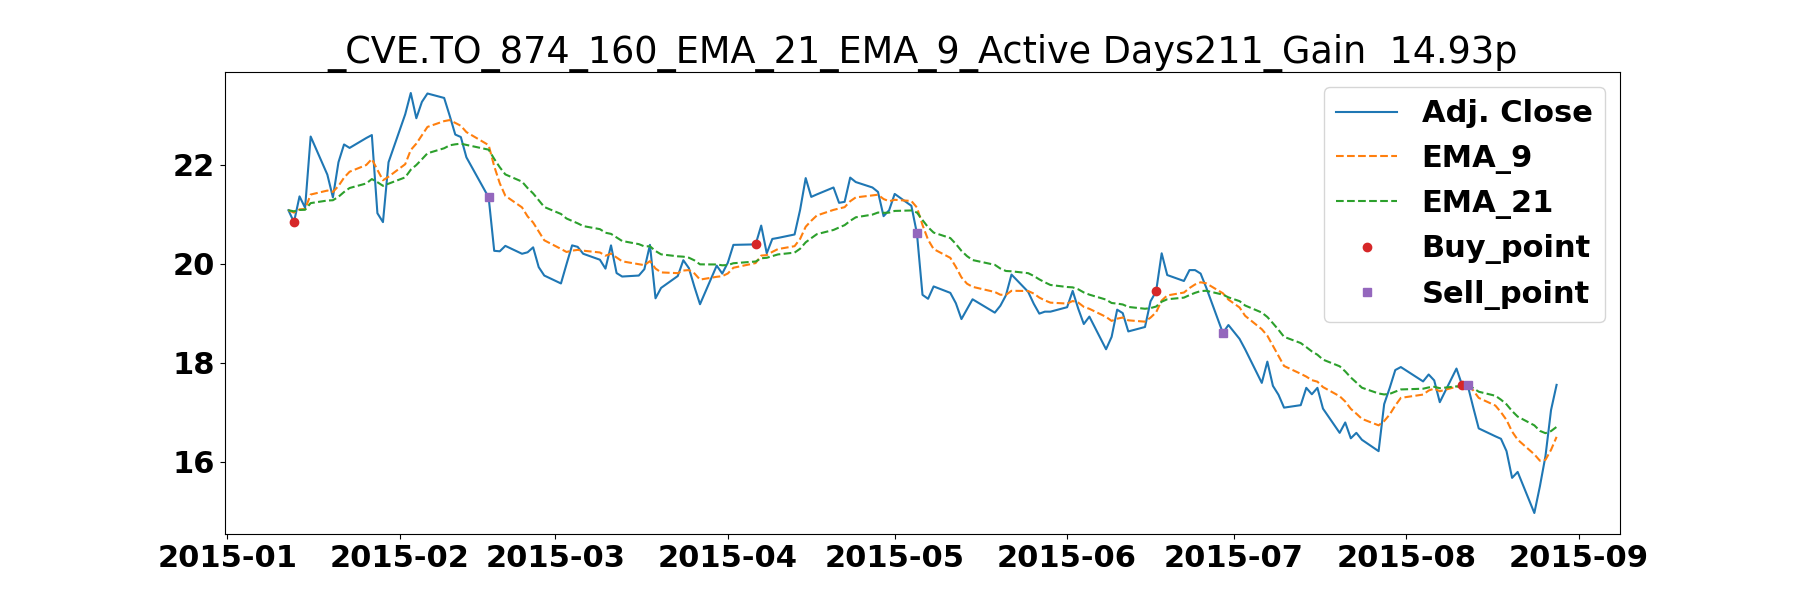 _CVE.TO_874_160_EMA_21_EMA_9_Active Days211_Gain  14.93p
Adj. Close
EMA_9
EMA_21
Buy_point
Sell_point
22
20
18
16
2015-01 2015-02 2015-03 2015-04 2015-05 2015-06 2015-07 2015-08 2015-09